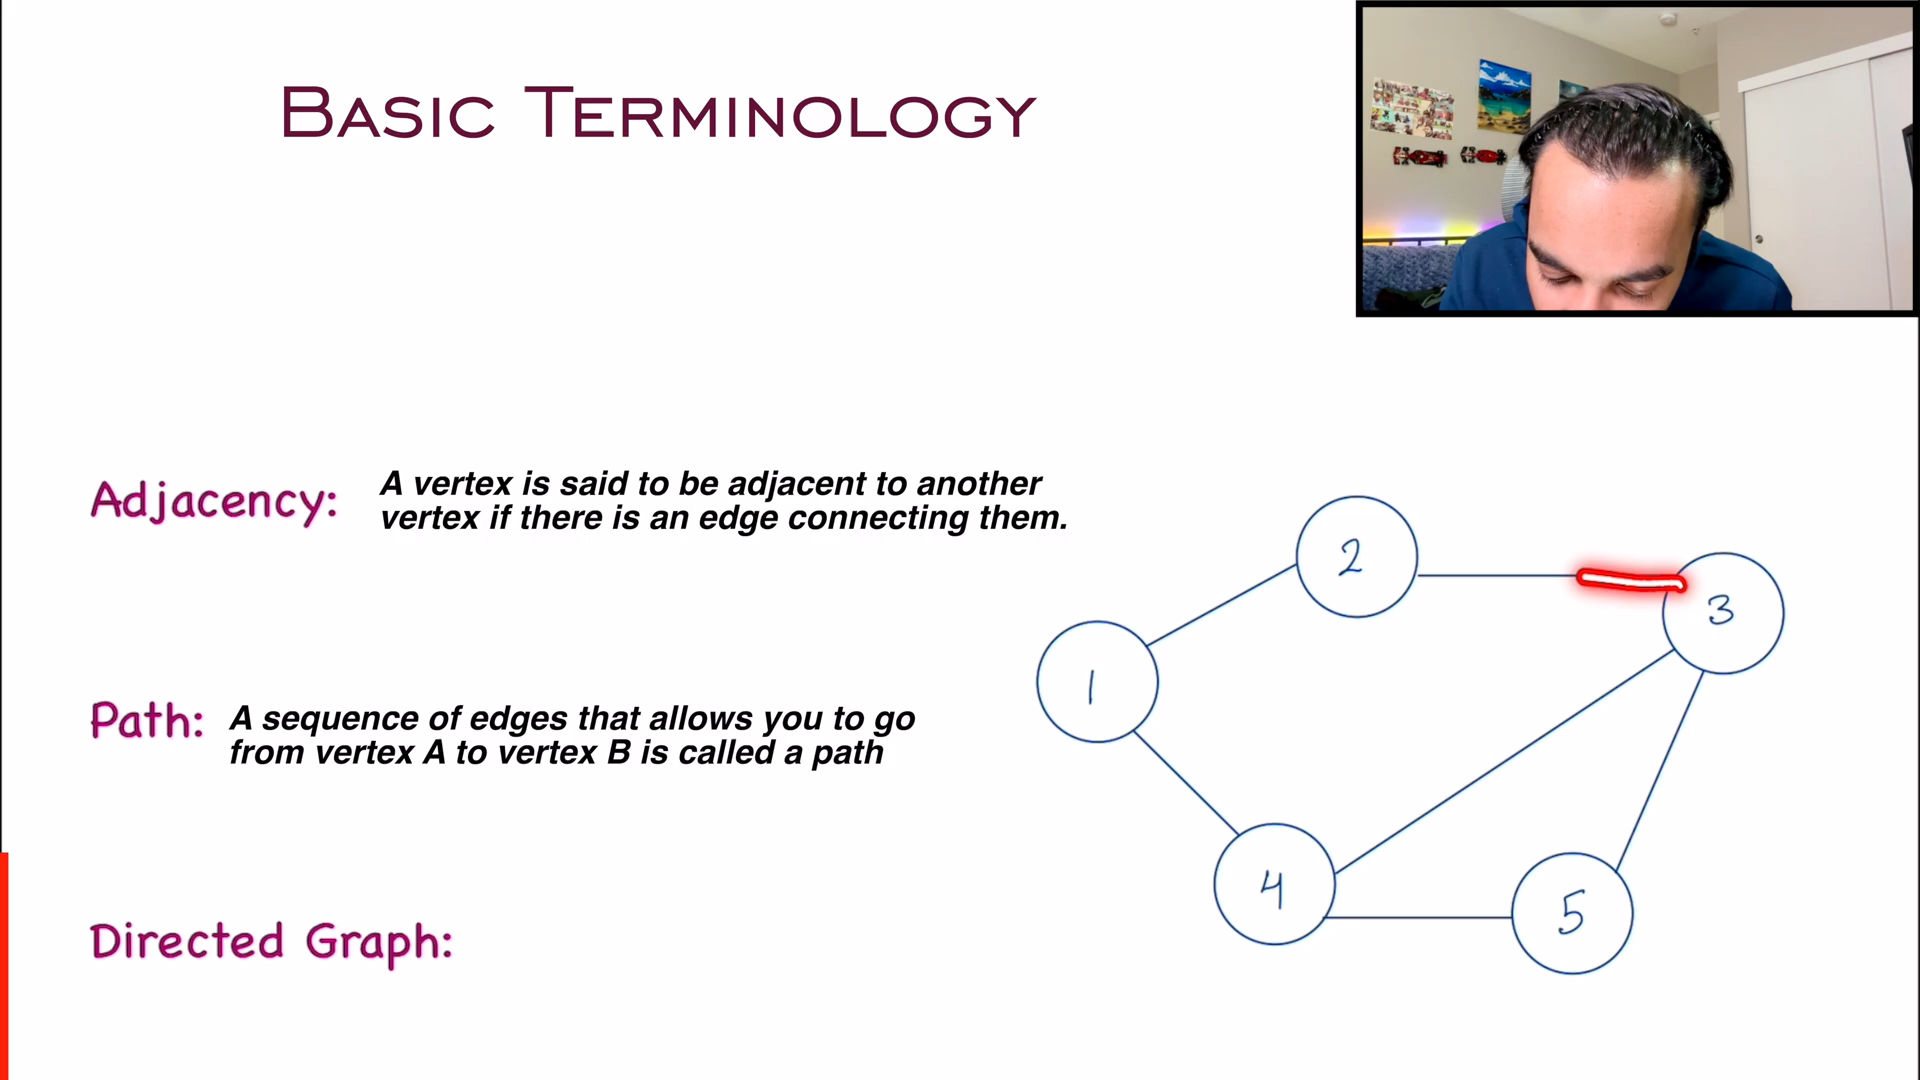 BASIC TERMINOLOGY
Adjacency:
A vertex is said to be adjacent to another
vertex if there is an edge connecting them.
2
3
1
Path:
A sequence of edges that allows you to go
from vertex A to vertex B is called a path
4
5
Directed Graph: